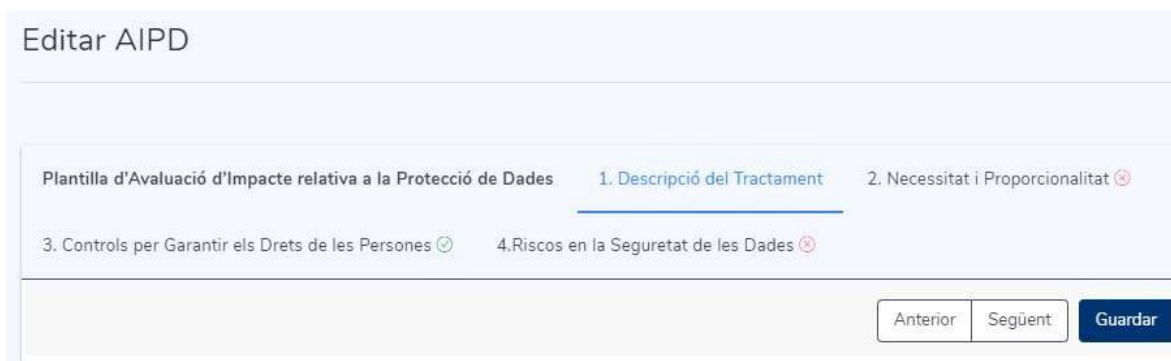 Editar AIPD
Plantilla d'Avaluació d'Impacte relativa a la Protecció de Dades 1. Descripció del Tractament 2. Necessitat i Proporcionalitat
3. Controls per Garantir els Drets de les Persones 4.Riscos en la Seguretat de les Dades
Anterior Següent Guardar